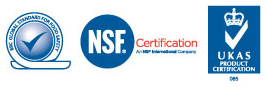 BRC GLOBAL STANDARD FOR FOOD SAFETY
NSF.
Certification
An NSF International Company
UKAS
PRODUCT
CERTIFICATION
085